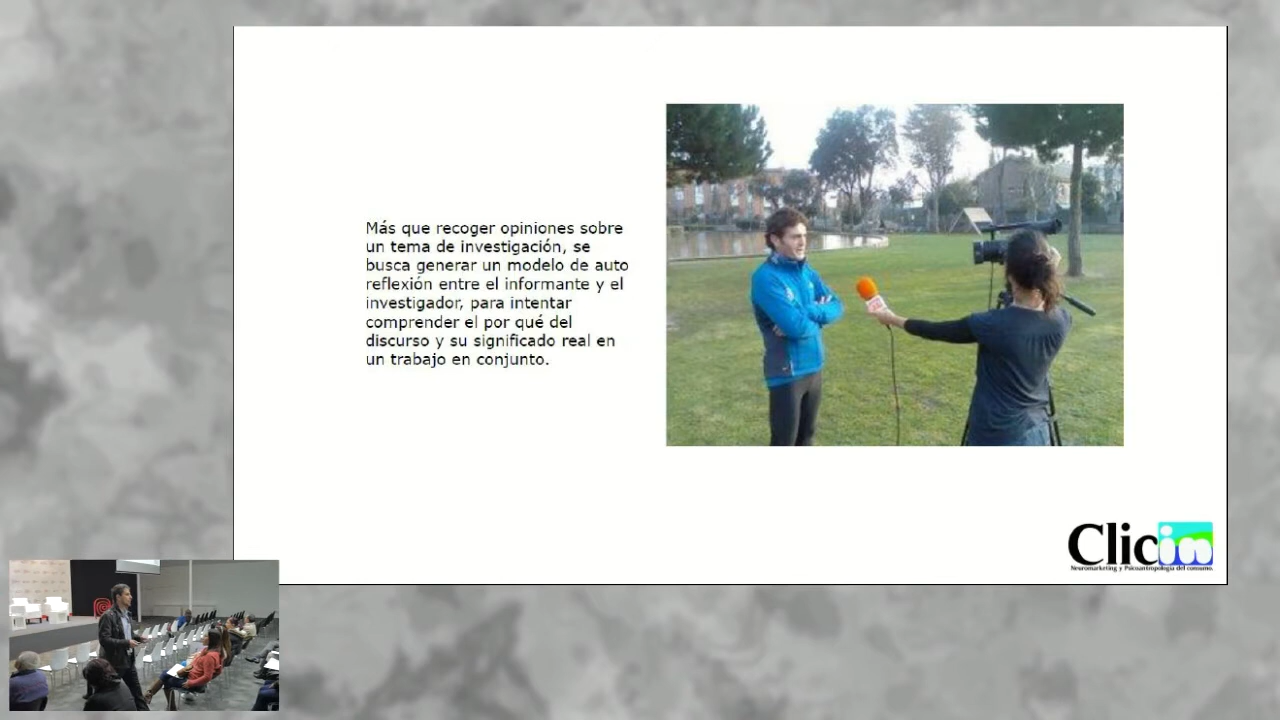 Más que recoger opiniones sobre
un tema de investigación, se
busca generar un modelo de auto
reflexión entre el informante y el
investigador, para intentar
comprender el por qué del
discurso y su significado real en
un trabajo en conjunto.
Clicin
Neuromarketing y Psicoantropología del consumo.